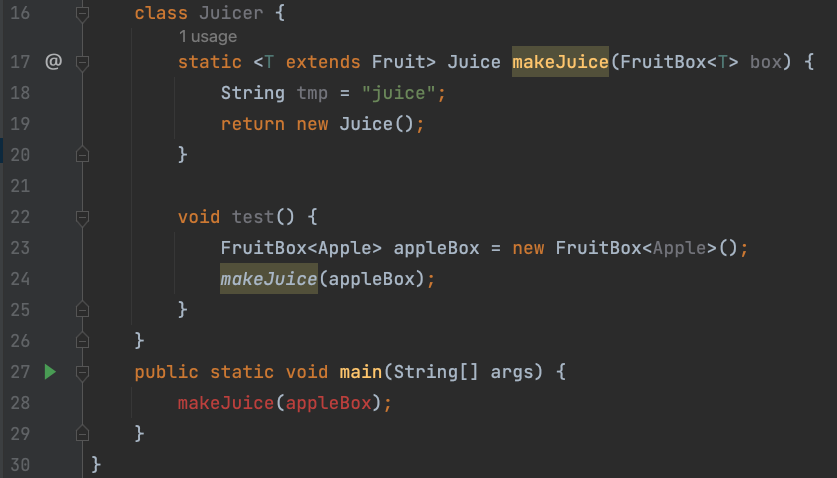 16 class Juicer {
1 usage
17 @ static <T extends Fruit> Juice makeJuice(FruitBox<T> box) {
18 String tmp = "juice";
19 return new Juice();
20 }
21
22 void test() {
23 FruitBox<Apple> appleBox = new FruitBox<Apple>();
24 makeJuice(appleBox);
25 }
26 }
27 public static void main(String[] args) {
28 makeJuice(appleBox);
29 }
30 }